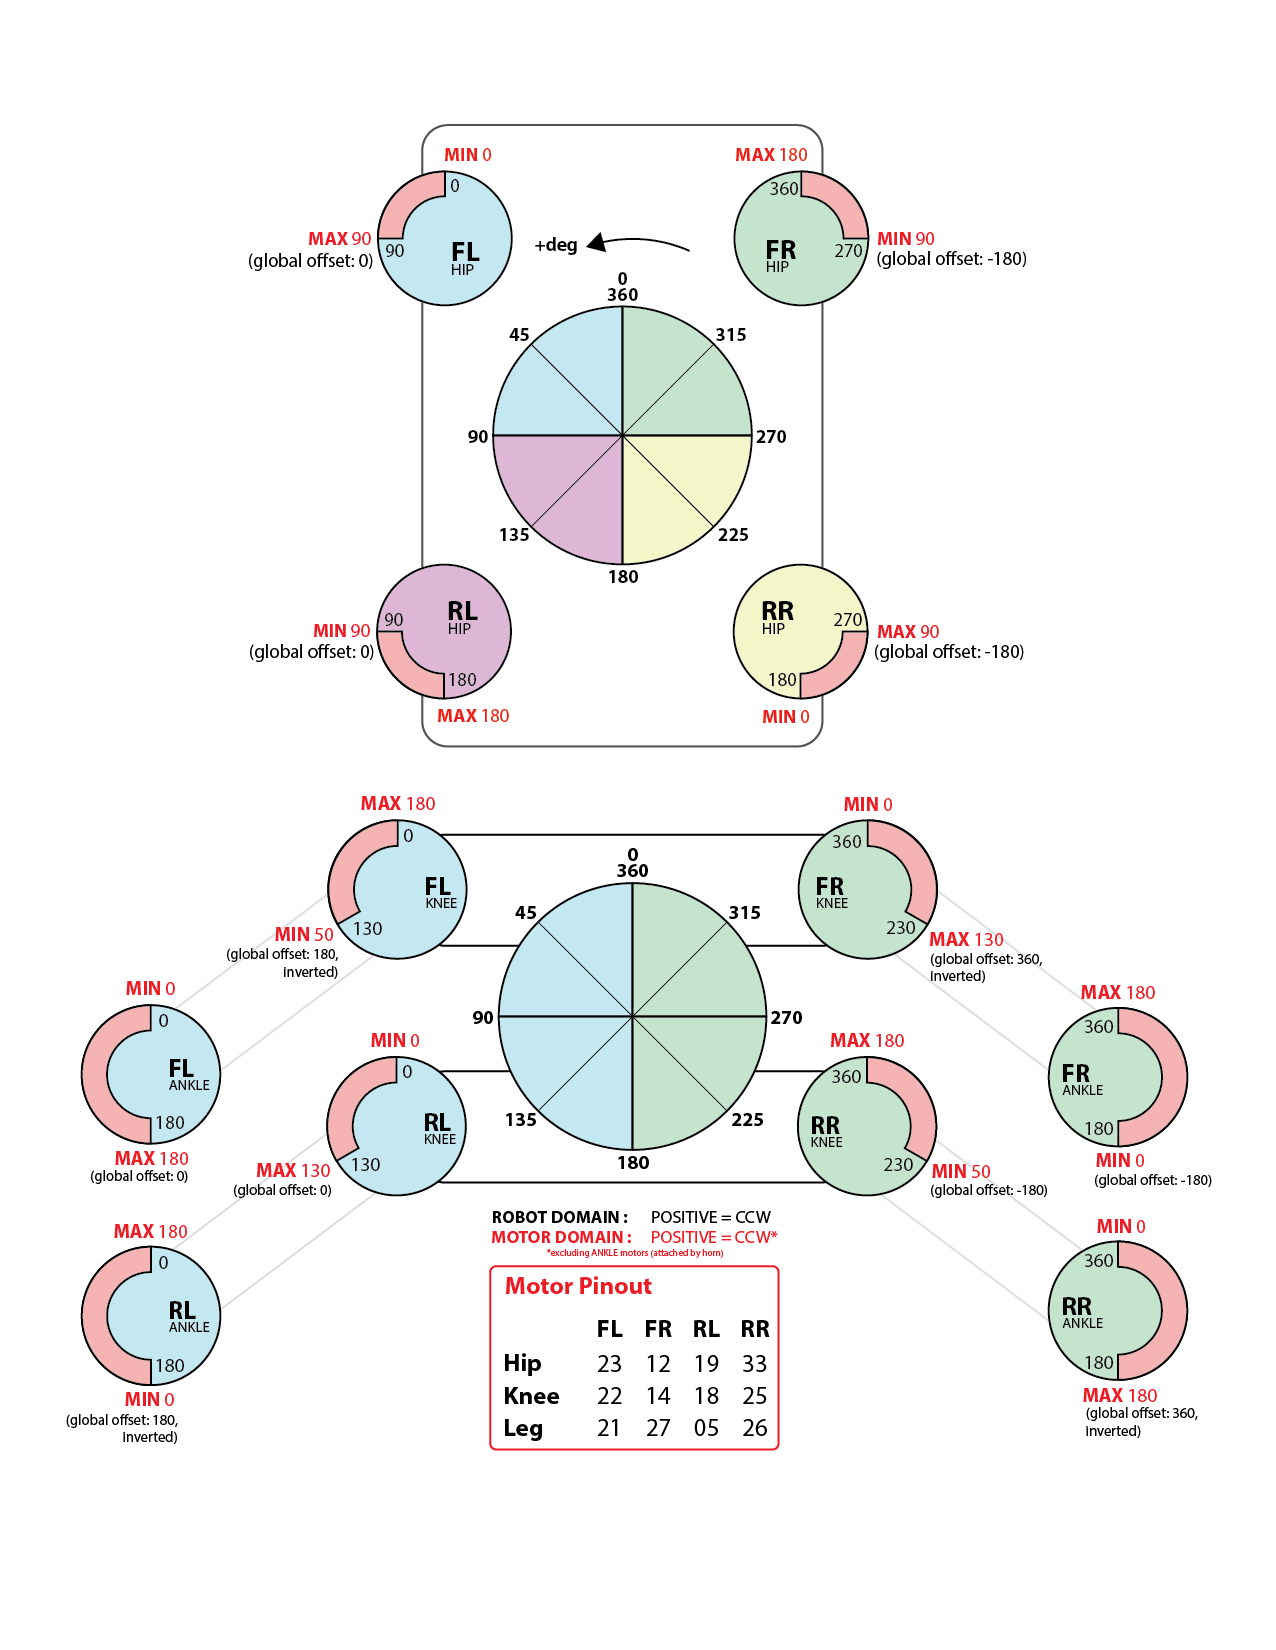 MIN 0
MAX 180
0
360
MAX 90
90
(global offset: 0)
FL
HIP
+deg
FR
HIP
270
MIN 90
(global offset: -180)
0
360
45
315
90
270
135
225
180
MIN 90
(global offset: 0)
90
RL
HIP
180
MAX 180
RR
HIP
270
180
MAX 90
(global offset: -180)
MIN 0
MAX 180
0
FL
KNEE
130
MIN 50
(global offset: 180,
inverted)
MIN 0
360
FR
KNEE
230
MAX 130
(global offset: 360,
inverted)
0
360
45
315
90
270
135
225
180
MIN 0
0
FL
ANKLE
180
MAX 180
(global offset: 0)
MIN 0
0
RL
KNEE
130
MAX 130
(global offset: 0)
MAX 180
360
RR
KNEE
230
MIN 50
(global offset: -180)
MAX 180
360
FR
ANKLE
180
MIN 0
(global offset: -180)
MAX 180
0
RL
ANKLE
180
MIN 0
(global offset: 180,
inverted)
MIN 0
360
RR
ANKLE
180
MAX 180
(global offset: 360,
inverted)
ROBOT DOMAIN : POSITIVE = CCW
MOTOR DOMAIN : POSITIVE = CCW*
*excluding ANKLE motors (attached by horn)
Motor Pinout
FL FR RL RR
Hip 23 12 19 33
Knee 22 14 18 25
Leg 21 27 05 26